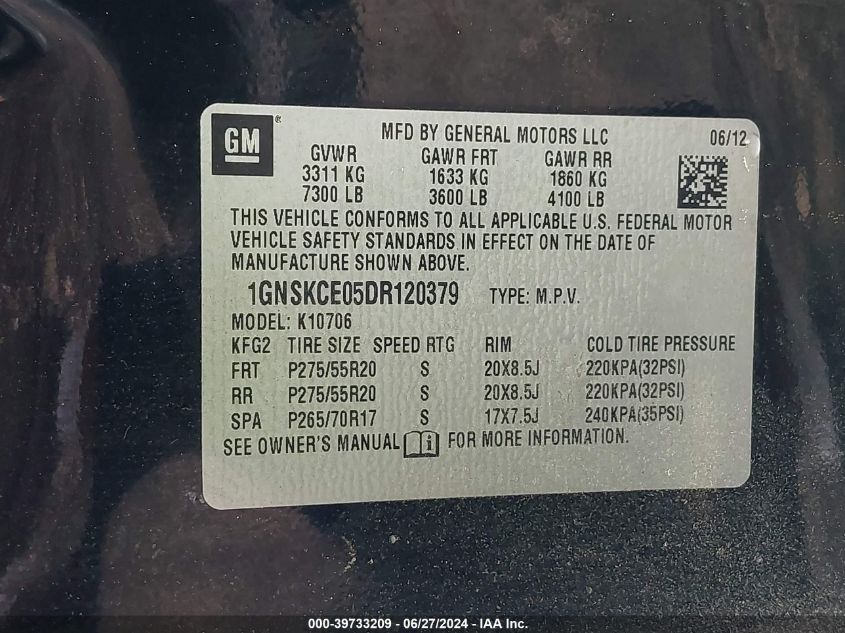 GM ®
MFD BY GENERAL MOTORS LLC 06/12
GVWR GAWR FRT GAWR RR
3311 KG 1633 KG 1860 KG
7300 LB 3600 LB 4100 LB
THIS VEHICLE CONFORMS TO ALL APPLICABLE U.S. FEDERAL MOTOR
VEHICLE SAFETY STANDARDS IN EFFECT ON THE DATE OF
MANUFACTURE SHOWN ABOVE.
1GNSKCE05DR120379 TYPE: M.P.V.
MODEL: K10706
KFG2 TIRE SIZE SPEED RTG RIM COLD TIRE PRESSURE
FRT P275/55R20 S 20X8.5J 220KPA(32PSI)
RR P275/55R20 S 20X8.5J 220KPA(32PSI)
SPA P265/70R17 S 17X7.5J 240KPA(35PSI)
SEE OWNER'S MANUAL i FOR MORE INFORMATION.
000-39733209 - 06/27/2024 - IAA Inc.